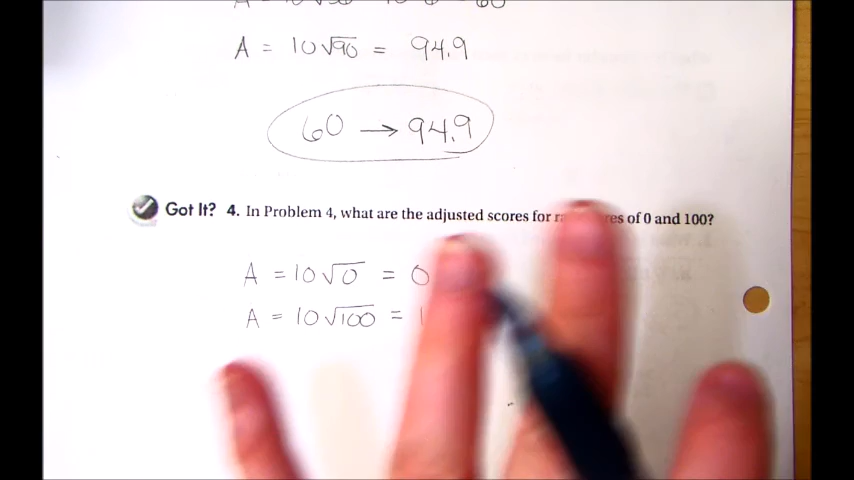 A = 10√90 = 94.9
60 → 94.9
Got It? 4. In Problem 4, what are the adjusted scores for of 0 and 100?
A = 10√0 = 0
A = 10√100 =